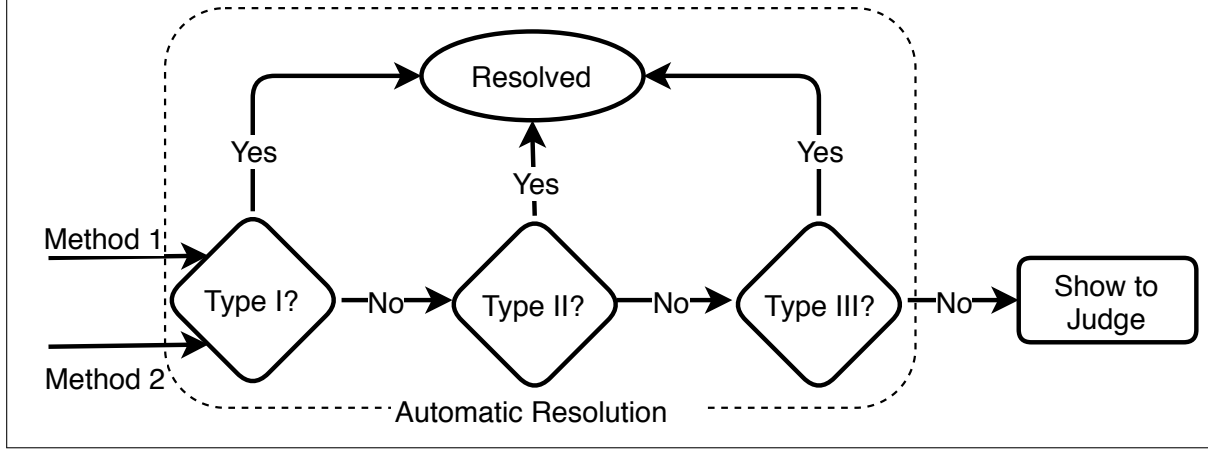 Resolved
Yes
Yes
Yes
Method 1
Type I?
No
Type II?
No
Type III?
No
Show to
Judge
Method 2
Automatic Resolution